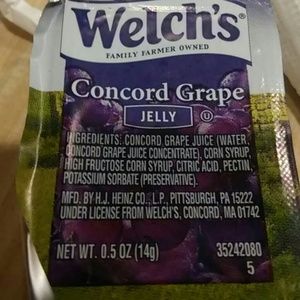 Welch's®
FAMILY FARMER OWNED
Concord Grape
JELLY U
INGREDIENTS: CONCORD GRAPE JUICE (WATER,
CONCORD GRAPE JUICE CONCENTRATE), CORN SYRUP,
HIGH FRUCTOSE CORN SYRUP, CITRIC ACID, PECTIN,
POTASSIUM SORBATE (PRESERVATIVE).
MFD. BY H.J. HEINZ CO., L.P., PITTSBURGH, PA 15222
UNDER LICENSE FROM WELCH'S, CONCORD, MA 01742
NET WT. 0.5 OZ (14g) 35242080
5